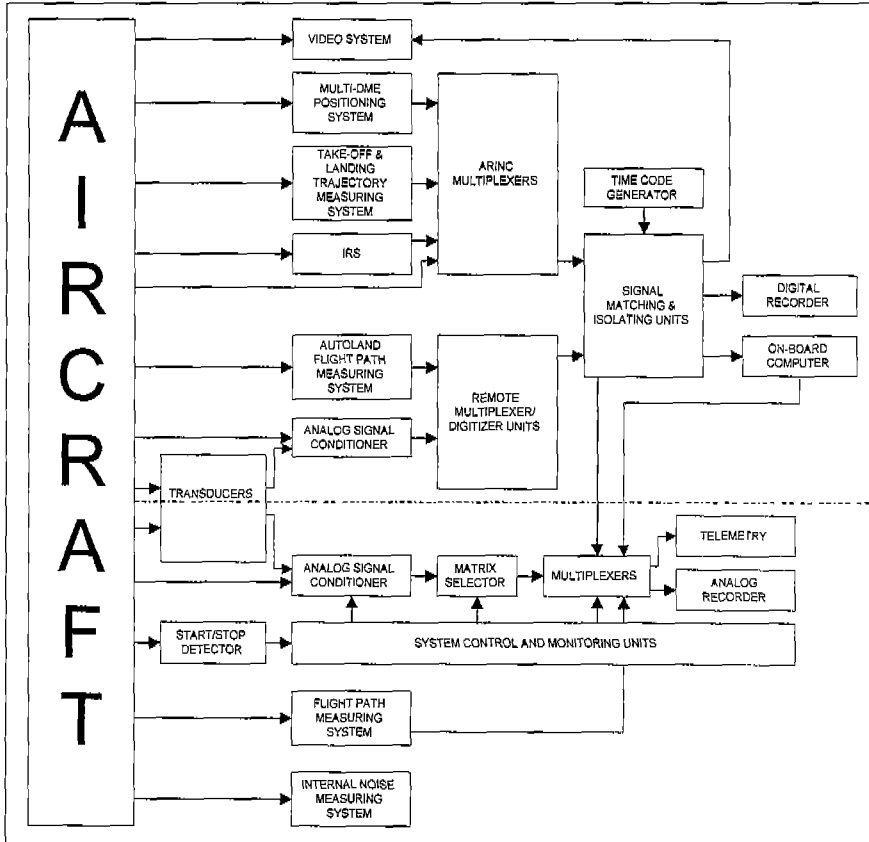 AIRCRAFT
VIDEO SYSTEM
MULTI-DME
POSITIONING
SYSTEM
TAKE-OFF &
LANDING
TRAJECTORY
MEASURING
SYSTEM
IRS
ARINC
MULTIPLEXERS
TIME CODE
GENERATOR
SIGNAL
MATCHING &
ISOLATING UNITS
DIGITAL
RECORDER
ON-BOARD
COMPUTER
AUTOLAND
FLIGHT PATH
MEASURING
SYSTEM
ANALOG SIGNAL
CONDITIONER
REMOTE
MULTIPLEXER/
DIGITIZER UNITS
TRANSDUCERS
ANALOG SIGNAL
CONDITIONER
MATRIX
SELECTOR
MULTIPLEXERS
TELEMETRY
ANALOG
RECORDER
START/STOP
DETECTOR
SYSTEM CONTROL AND MONITORING UNITS
FLIGHT PATH
MEASURING
SYSTEM
INTERNAL NOISE
MEASURING
SYSTEM